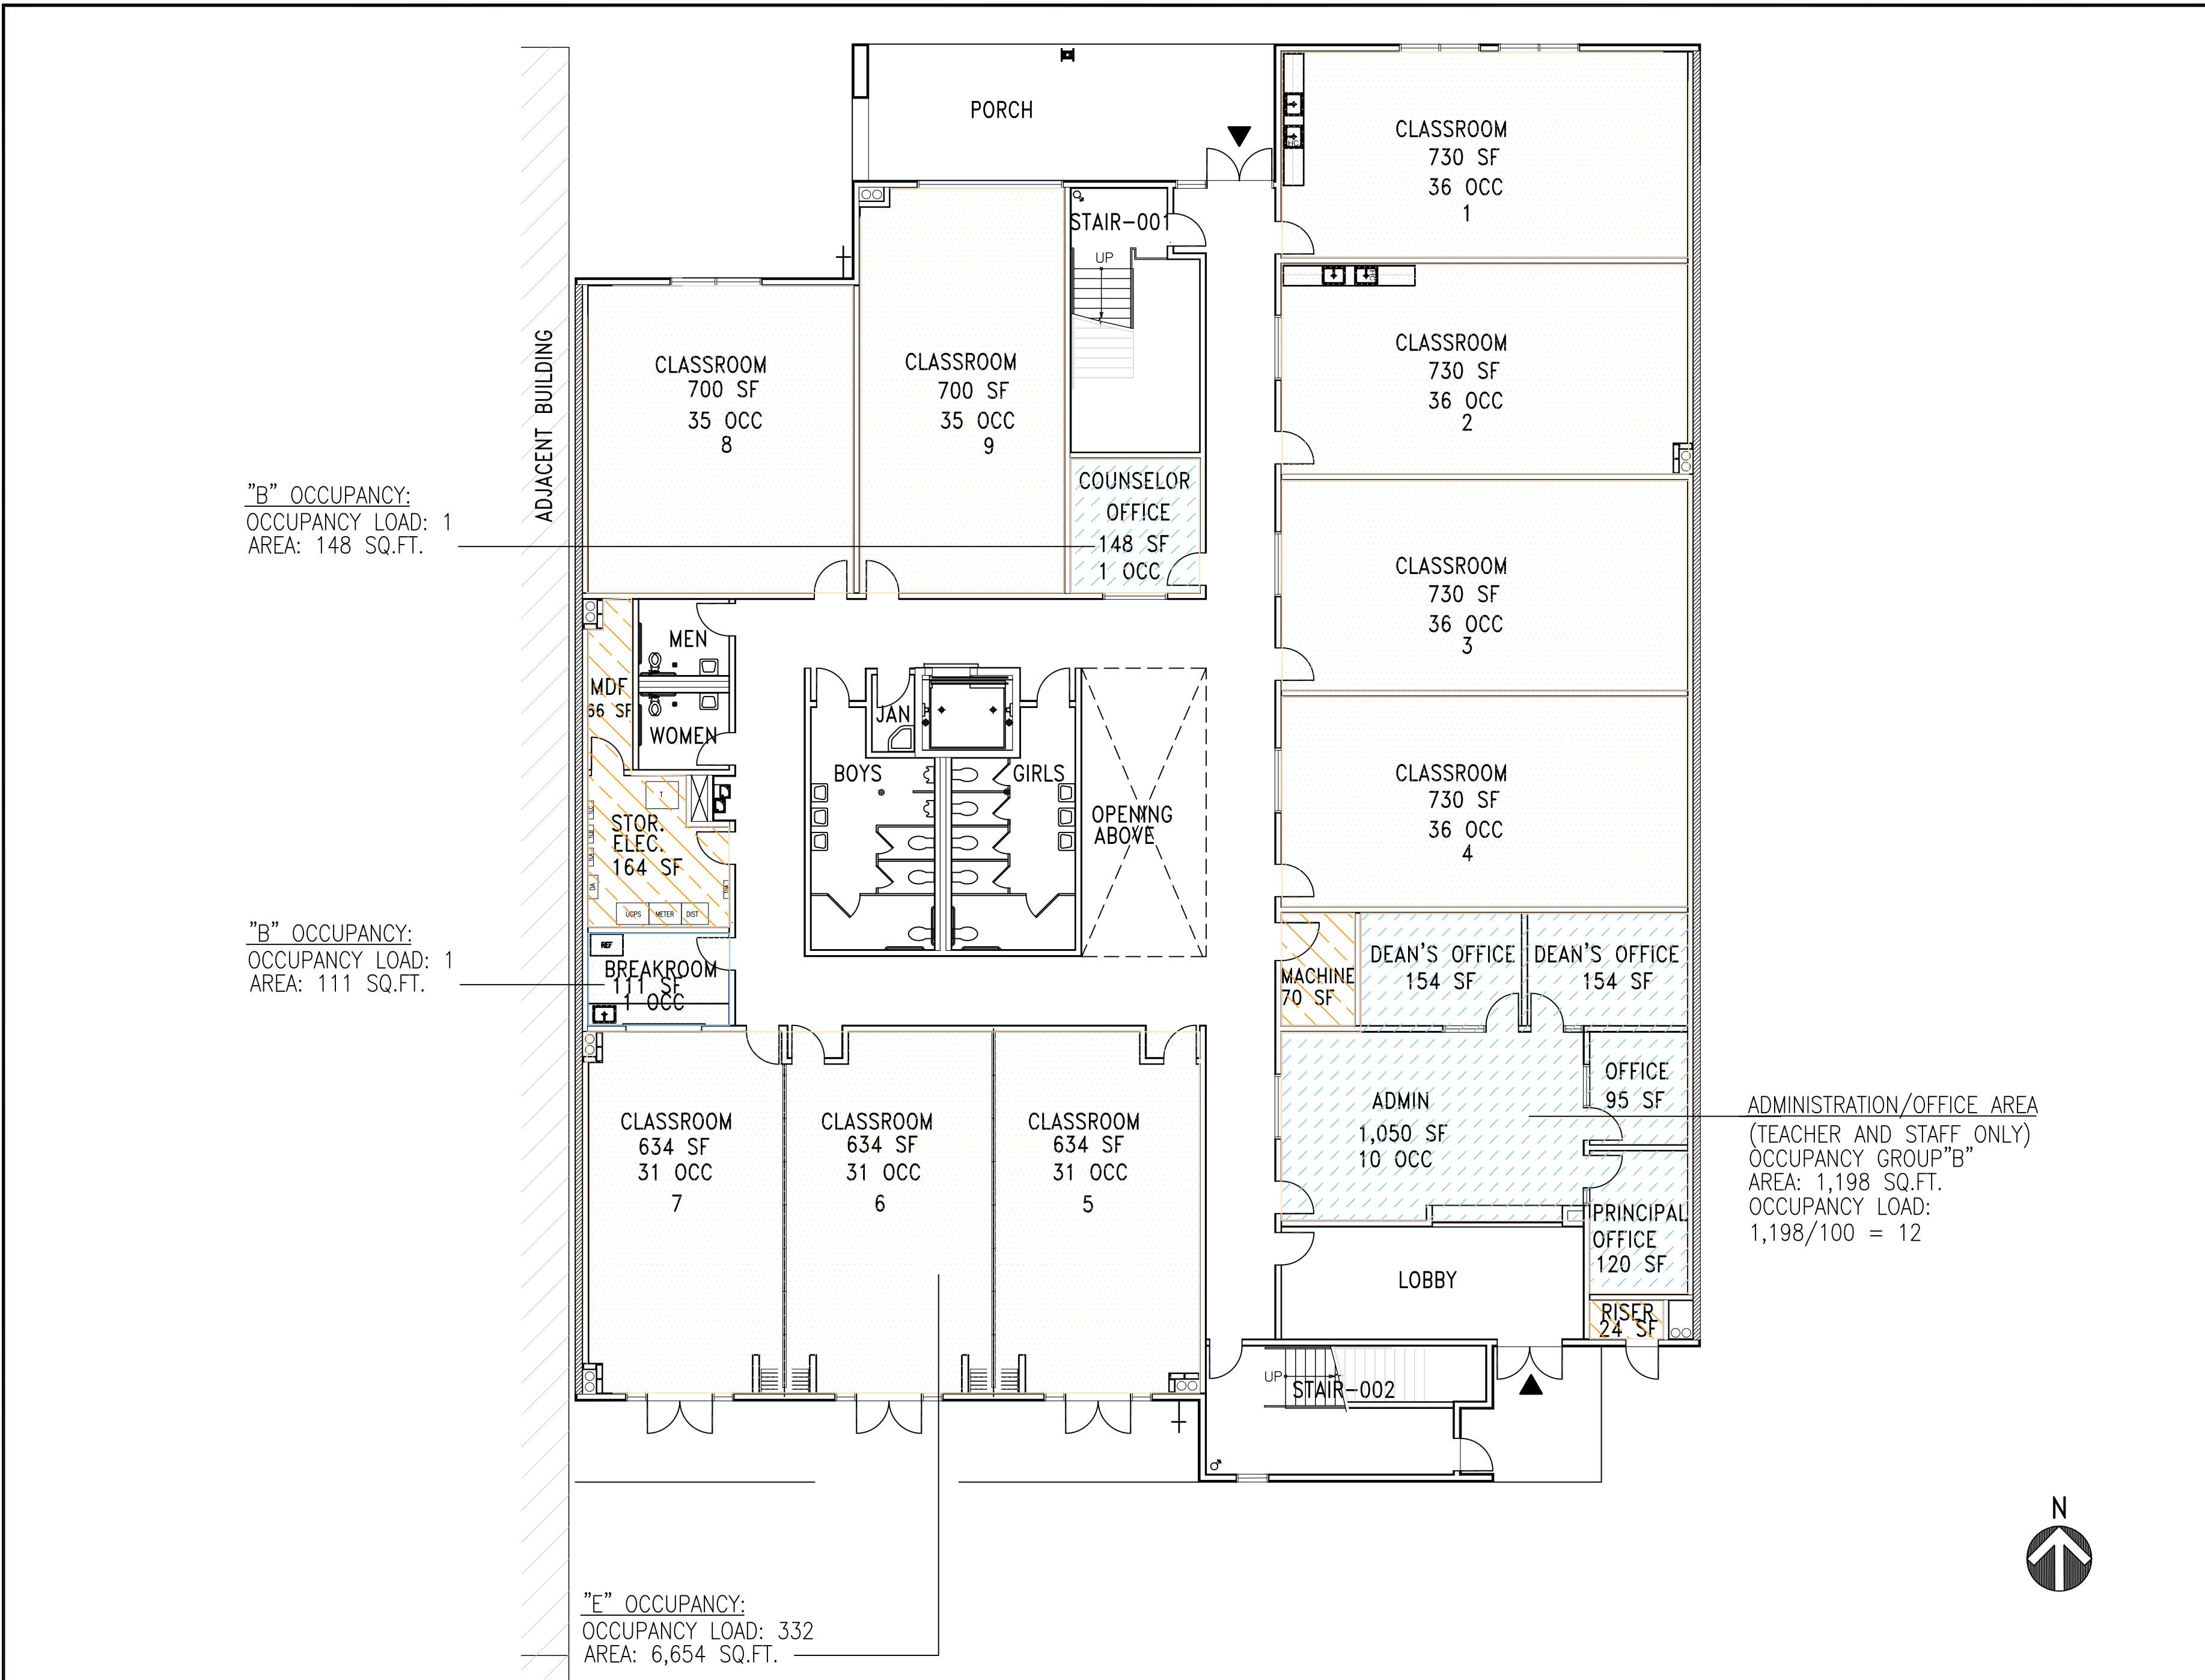 PORCH
CLASSROOM
730 SF
36 OCC
1
STAIR-001
UP
CLASSROOM
730 SF
36 OCC
2
CLASSROOM
700 SF
35 OCC
8
CLASSROOM
700 SF
35 OCC
9
ADJACENT BUILDING
COUNSELOR
OFFICE
148 SF
1 OCC
"B" OCCUPANCY:
OCCUPANCY LOAD: 1
AREA: 148 SQ.FT.
CLASSROOM
730 SF
36 OCC
3
MEN
MDF
66 SF
WOMEN
JAN
BOYS
GIRLS
OPENING
ABOVE
CLASSROOM
730 SF
36 OCC
4
T
STOR.
ELEC.
164 SF
DA
UGPS
METER
DIST
"B" OCCUPANCY:
OCCUPANCY LOAD: 1
AREA: 111 SQ.FT.
REF
BREAKROOM
111 SF
1 OCC
MACHINE
70 SF
DEAN'S OFFICE
154 SF
DEAN'S OFFICE
154 SF
CLASSROOM
634 SF
31 OCC
7
CLASSROOM
634 SF
31 OCC
6
CLASSROOM
634 SF
31 OCC
5
ADMIN
1,050 SF
10 OCC
OFFICE
95 SF
ADMINISTRATION/OFFICE AREA
(TEACHER AND STAFF ONLY)
OCCUPANCY GROUP"B"
AREA: 1,198 SQ.FT.
OCCUPANCY LOAD:
1,198/100 = 12
PRINCIPAL
OFFICE
120 SF
LOBBY
RISER
24 SF
UP
STAIR-002
N
"E" OCCUPANCY:
OCCUPANCY LOAD: 332
AREA: 6,654 SQ.FT.